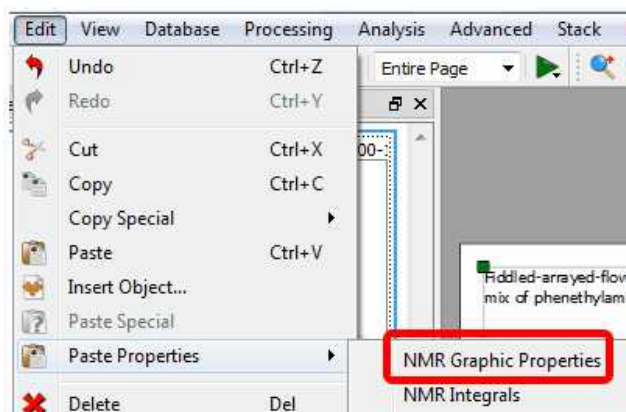 Edit View Database Processing Analysis Advanced Stack
Undo Ctrl+Z Entire Page
Redo Ctrl+Y
Cut Ctrl+X 00-
Copy Ctrl+C
Copy Special
Paste Ctrl+V
Insert Object...
Fiddled-arrayed-flow
mix of phenethylam
Paste Special
Paste Properties
NMR Graphic Properties
NMR Integrals
Delete Del